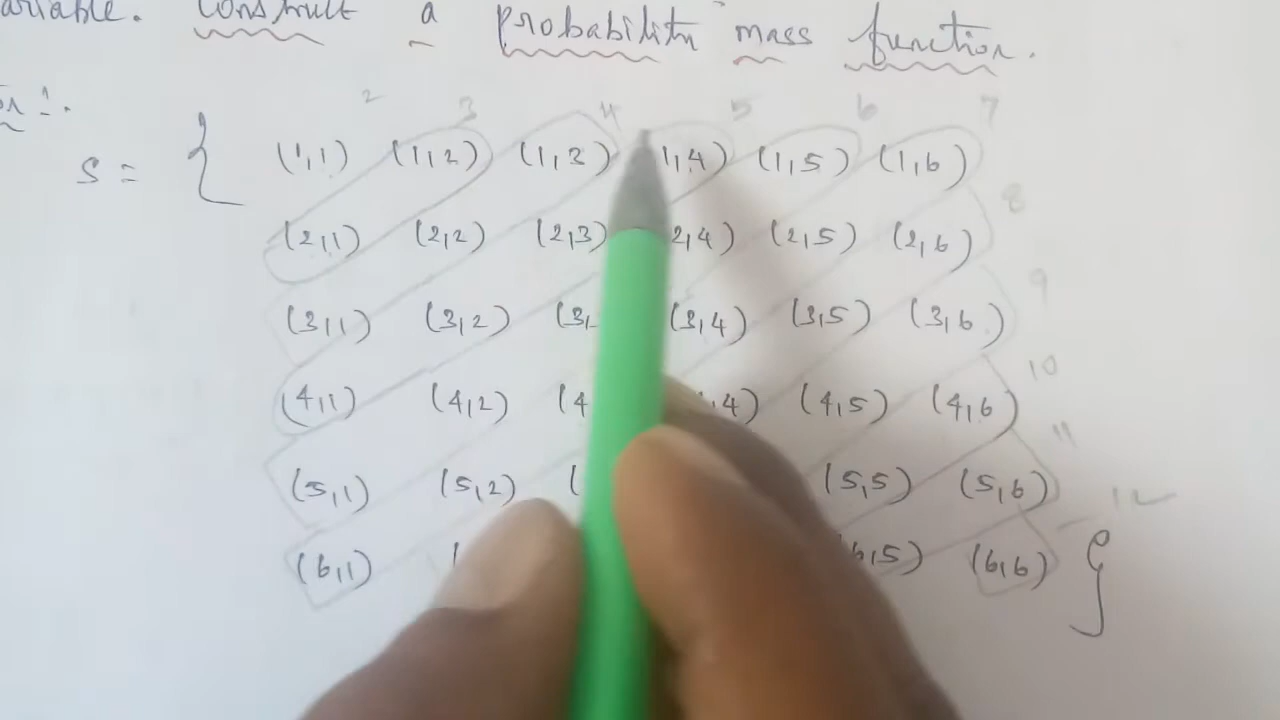 variable. Construct a probability mass function.
2 3 4 5 6 7
S = { (1,1) (1,2) (1,3) 1,4) (1,5) (1,6)
8
(2,1) (2,2) (2,3) 2,4) (2,5) (2,6)
9
(3,1) (3,2) (3, (3,4) (3,5) (3,6)
10
(4,1) (4,2) (4 ,4) (4,5) (4,6)
11
(5,1) (5,2) ( (5,5) (5,6)
12
(6,1) ( 6,5) (6,6) }